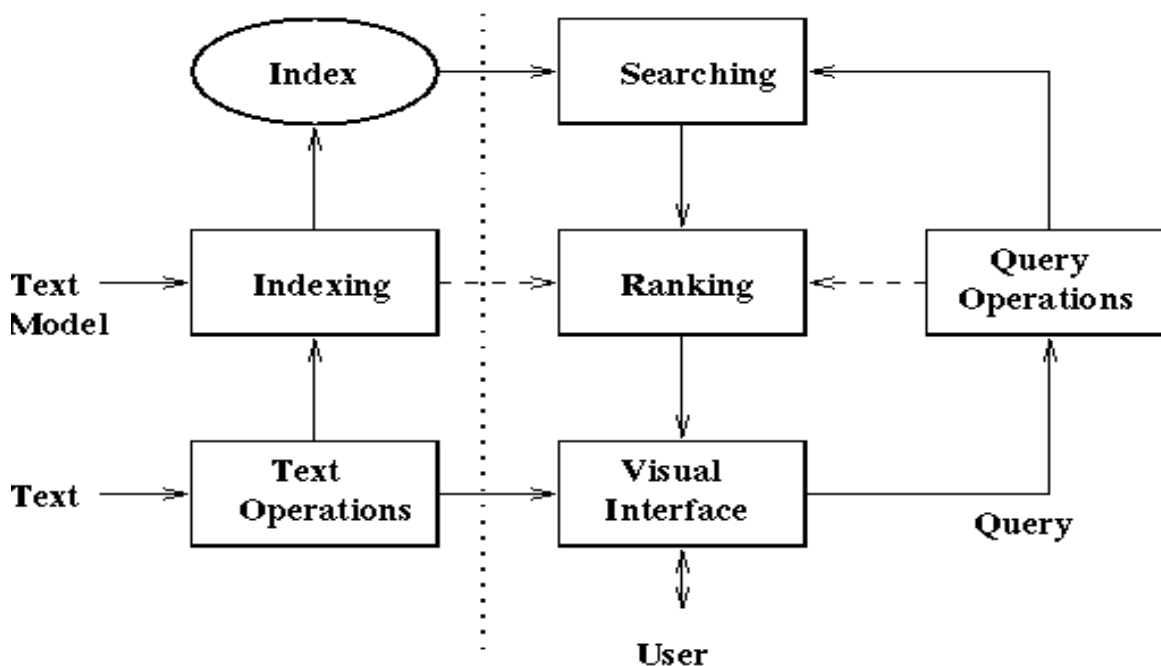 Index
Searching
Text
Model
Indexing
Ranking
Query
Operations
Text
Text
Operations
Visual
Interface
Query
User